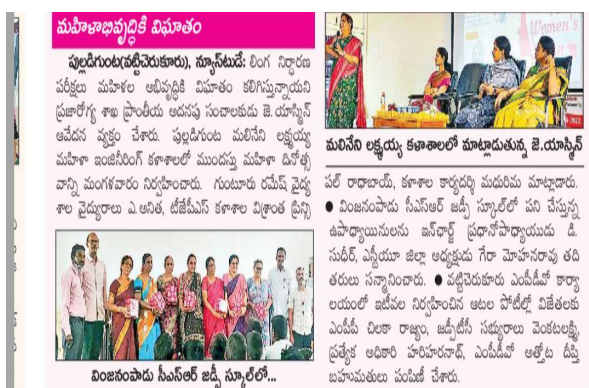 మహిళాభివృద్ధికి విఘాతం
పుల్లడిగుంట(వట్టిచెరుకూరు), న్యూస్‌టుడే: లింగ నిర్ధారణ
పరీక్షలు మహిళల అభివృద్ధికి విఘాతం కలిగిస్తున్నాయని
ప్రజారోగ్య శాఖ ప్రాంతీయ అదనపు సంచాలకుడు జె.యాస్మిన్
ఆవేదన వ్యక్తం చేశారు. పుల్లడిగుంట మలినేని లక్ష్మయ్య
మహిళా ఇంజినీరింగ్ కళాశాలలో ముందస్తు మహిళా దినోత్స
వాన్ని మంగళవారం నిర్వహించారు. గుంటూరు రమేష్ వైద్య
శాల వైద్యురాలు ఎ.అనిత, టీజేపీఎస్ కళాశాల విశ్రాంత ప్రిన్సి
వింజనంపాడు సీఎస్ఆర్ జడ్పీ స్కూల్‌లో...
Women's
2022
మలినేని లక్ష్మయ్య కళాశాలలో మాట్లాడుతున్న జె.యాస్మిన్
పల్ రాధాబాయ్, కళాశాల కార్యదర్శి మధురిమ మాట్లాడారు.
● వింజనంపాడు సీఎస్ఆర్ జడ్పీ స్కూల్‌లో పని చేస్తున్న
ఉపాధ్యాయినులను ఇన్‌ఛార్జ్ ప్రధానోపాధ్యాయుడు డి.
సుధీర్, ఎస్టీయూ జిల్లా అధ్యక్షుడు గేరా మోహనరావు తది
తరులు సన్మానించారు. ● వట్టిచెరుకూరు ఎంపీడీవో కార్యా
లయంలో ఇటీవల నిర్వహించిన ఆటల పోటీల్లో విజేతలకు
ఎంపీపీ చిలకా రాజ్యం, జడ్పీటీసీ సభ్యురాలు వెంకటలక్ష్మి,
ప్రత్యేక అధికారి హరిహరనాథ్, ఎంపీడీవో అత్తోట దీప్తి
బహుమతులు పంపిణీ చేశారు.